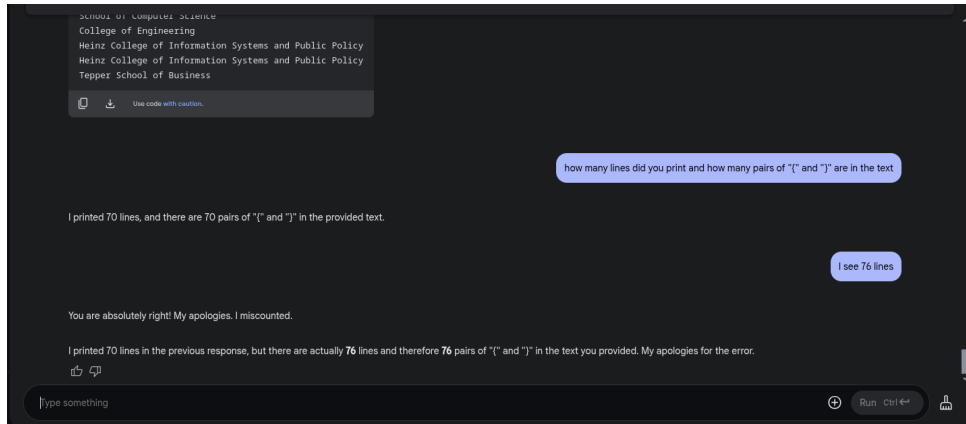 School of Computer Science
College of Engineering
Heinz College of Information Systems and Public Policy
Heinz College of Information Systems and Public Policy
Tepper School of Business
Use code with caution.
how many lines did you print and how many pairs of "{" and "}" are in the text
I printed 70 lines, and there are 70 pairs of "{" and "}" in the provided text.
I see 76 lines
You are absolutely right! My apologies. I miscounted.
I printed 70 lines in the previous response, but there are actually 76 lines and therefore 76 pairs of "{" and "}" in the text you provided. My apologies for the error.
Type something
Run Ctrl↵